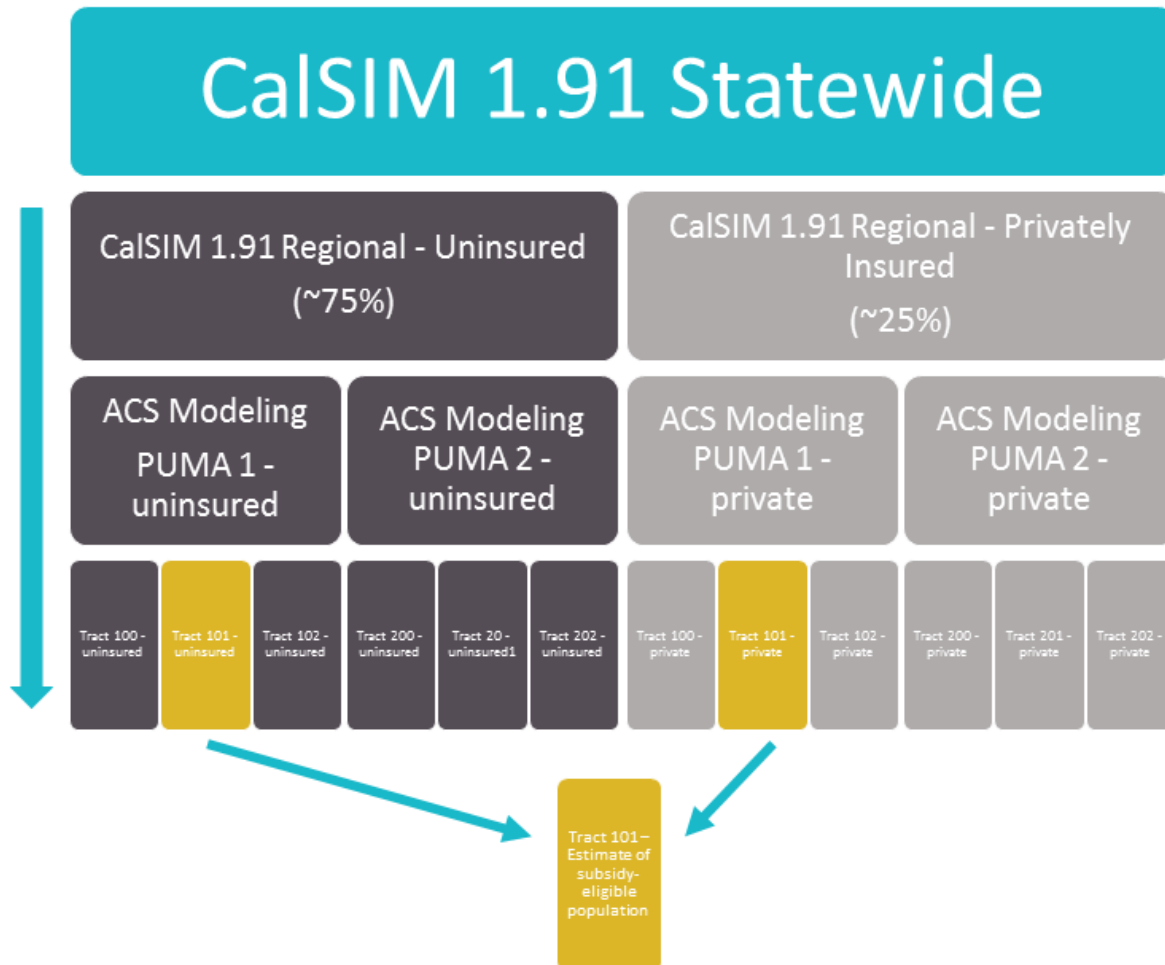 CalSIM 1.91 Statewide
CalSIM 1.91 Regional - Uninsured
(~75%)
CalSIM 1.91 Regional - Privately
Insured
(~25%)
ACS Modeling
PUMA 1 -
uninsured
ACS Modeling
PUMA 2 -
uninsured
ACS Modeling
PUMA 1 -
private
ACS Modeling
PUMA 2 -
private
Tract 100 -
uninsured
Tract 101 -
uninsured
Tract 102 -
uninsured
Tract 200 -
uninsured
Tract 20 -
uninsured1
Tract 202 -
uninsured
Tract 100 -
private
Tract 101 -
private
Tract 102 -
private
Tract 200 -
private
Tract 201 -
private
Tract 202 -
private
Tract 101 –
Estimate of
subsidy-
eligible
population